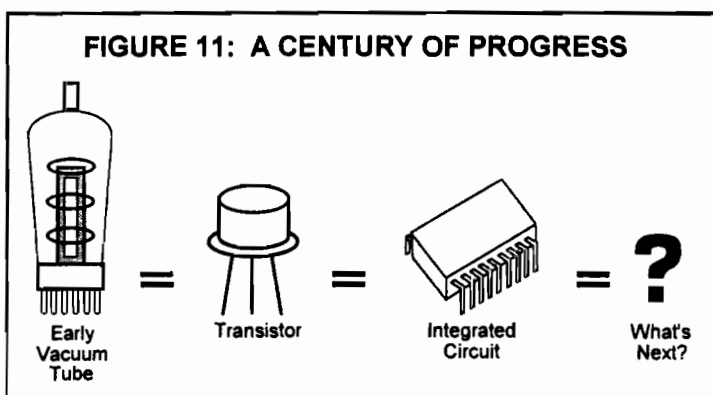 FIGURE 11: A CENTURY OF PROGRESS
= = = ?
Early
Vacuum
Tube
Transistor
Integrated
Circuit
What's
Next?